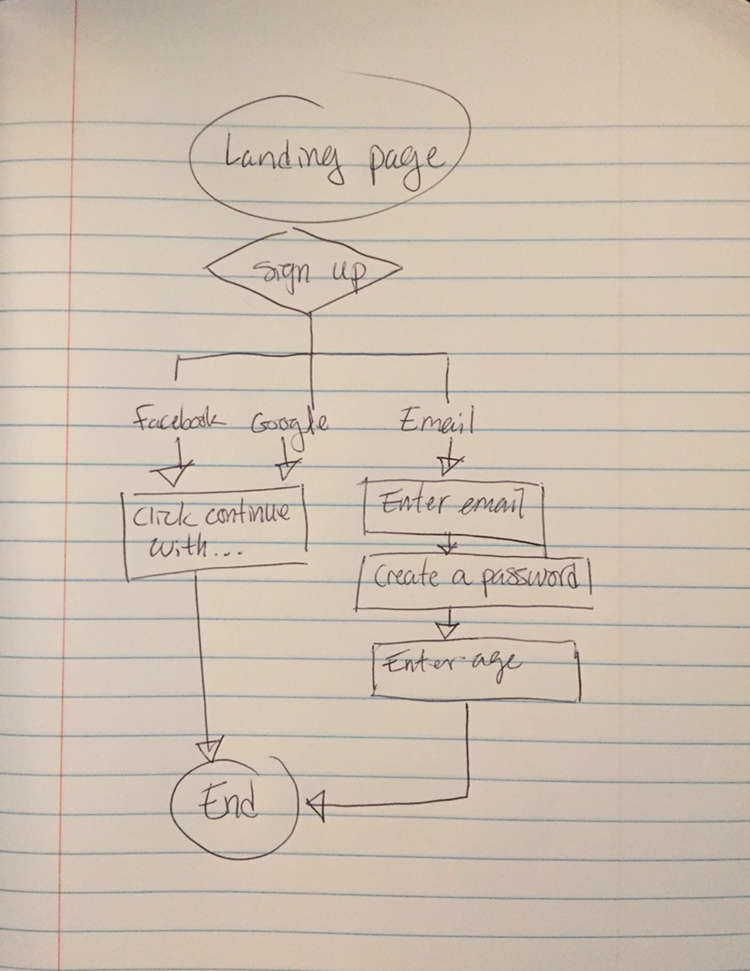 Landing page
Sign up
Facebook Google Email
Click continue
with...
Enter email
Create a password
Enter age
End